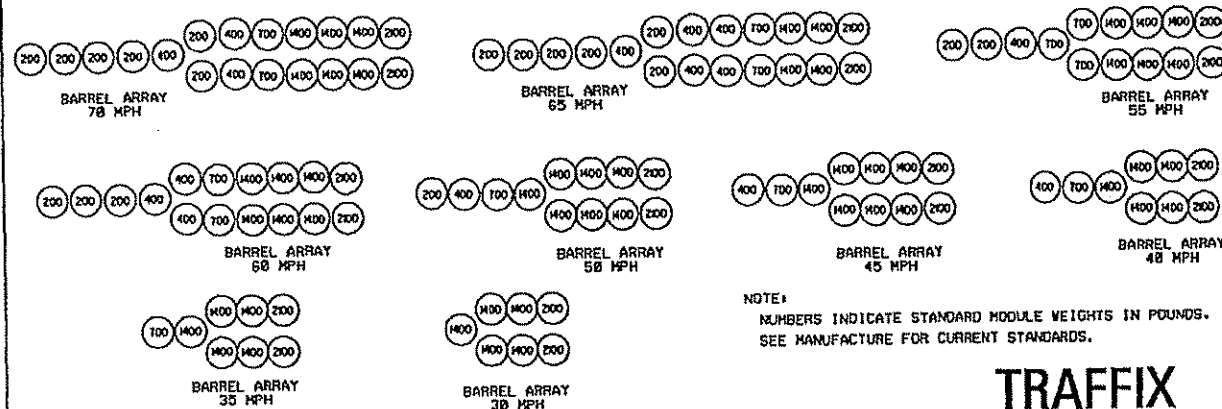 200 400 700 1400 1400 1400 2100
200 200 200 200 400
200 400 700 1400 1400 1400 2100
BARREL ARRAY
70 MPH
200 400 400 700 1400 1400 2100
200 200 200 200 400
200 400 400 700 1400 1400 2100
BARREL ARRAY
65 MPH
700 1400 1400 1400 2100
200 200 400 700
700 1400 1400 1400 2100
BARREL ARRAY
55 MPH
400 700 1400 1400 1400 2100
200 200 200 400
400 700 1400 1400 1400 2100
BARREL ARRAY
60 MPH
1400 1400 1400 2100
200 400 700 1400
1400 1400 1400 2100
BARREL ARRAY
50 MPH
1400 1400 1400 2100
400 700 1400
1400 1400 1400 2100
BARREL ARRAY
45 MPH
1400 1400 2100
400 700 1400
1400 1400 2100
BARREL ARRAY
40 MPH
1400 1400 2100
700 1400
1400 1400 2100
BARREL ARRAY
35 MPH
1400 1400 2100
1400
1400 1400 2100
BARREL ARRAY
30 MPH
NOTE:
NUMBERS INDICATE STANDARD MODULE WEIGHTS IN POUNDS.
SEE MANUFACTURE FOR CURRENT STANDARDS.
TRAFFIX